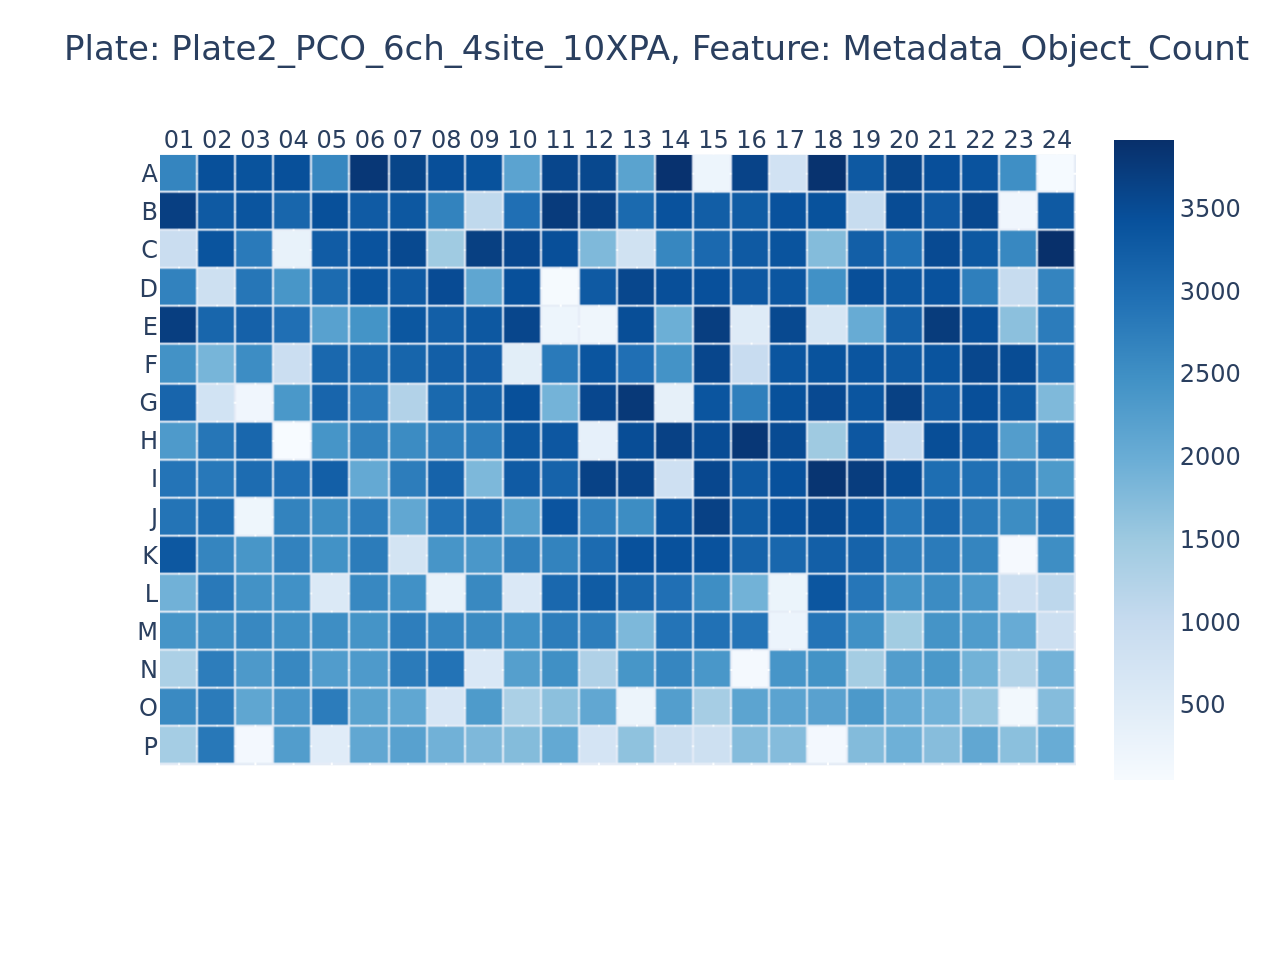 Plate: Plate2_PCO_6ch_4site_10XPA, Feature: Metadata_Object_Count
01 02 03 04 05 06 07 08 09 10 11 12 13 14 15 16 17 18 19 20 21 22 23 24
A
B
C
D
E
F
G
H
I
J
K
L
M
N
O
P
3500
3000
2500
2000
1500
1000
500